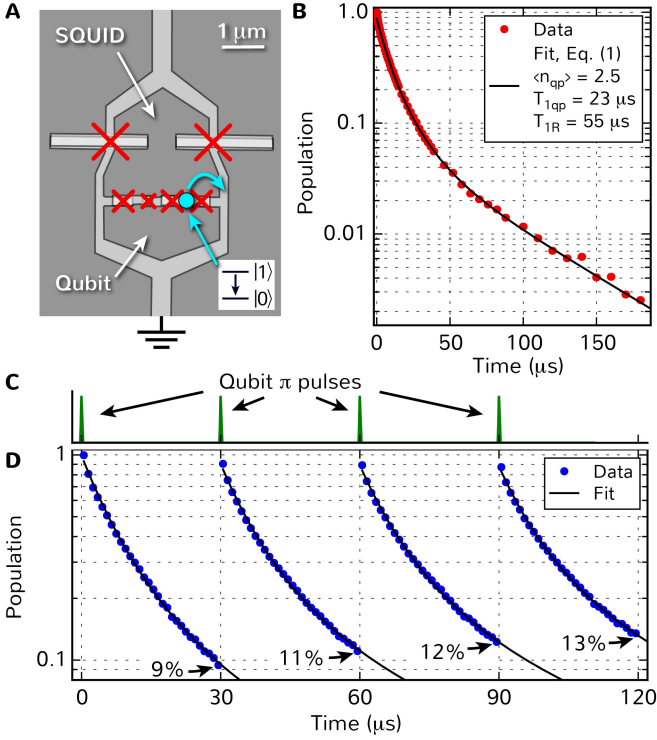 A
SQUID
1 μm
Qubit
|1⟩
|0⟩
B
Population
1.0
0.1
0.01
Data
Fit, Eq. (1)
<n_qp> = 2.5
T_1qp = 23 μs
T_1R = 55 μs
0 50 100 150
Time (μs)
C
Qubit π pulses
D
Population
1
0.1
Data
Fit
9%
11%
12%
13%
0 30 60 90 120
Time (μs)